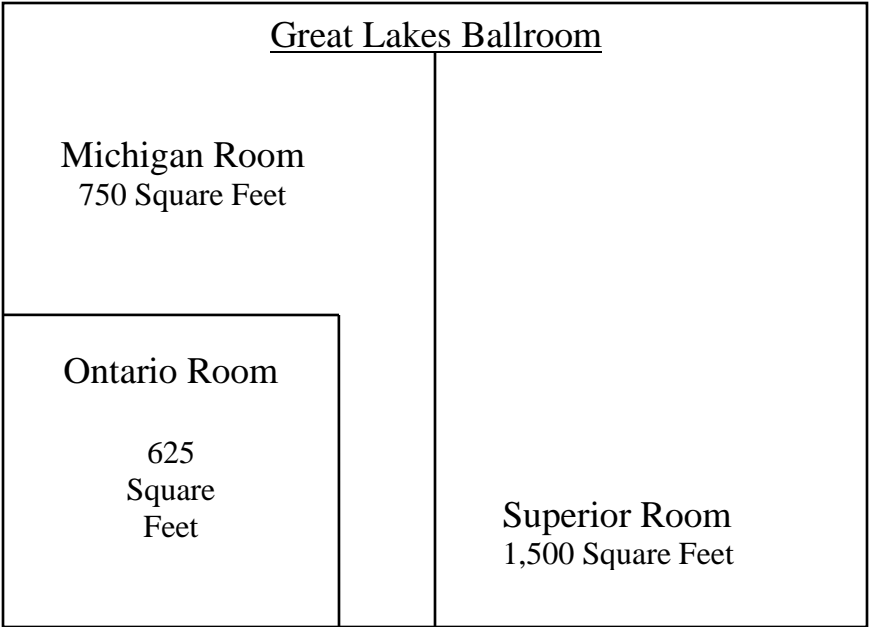 Great Lakes Ballroom
Michigan Room
750 Square Feet
Ontario Room
625
Square
Feet
Superior Room
1,500 Square Feet